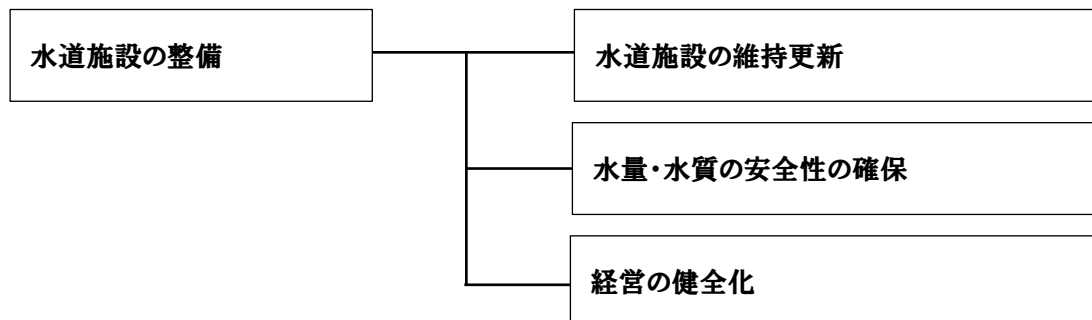 水道施設の整備
水道施設の維持更新
水量・水質の安全性の確保
経営の健全化